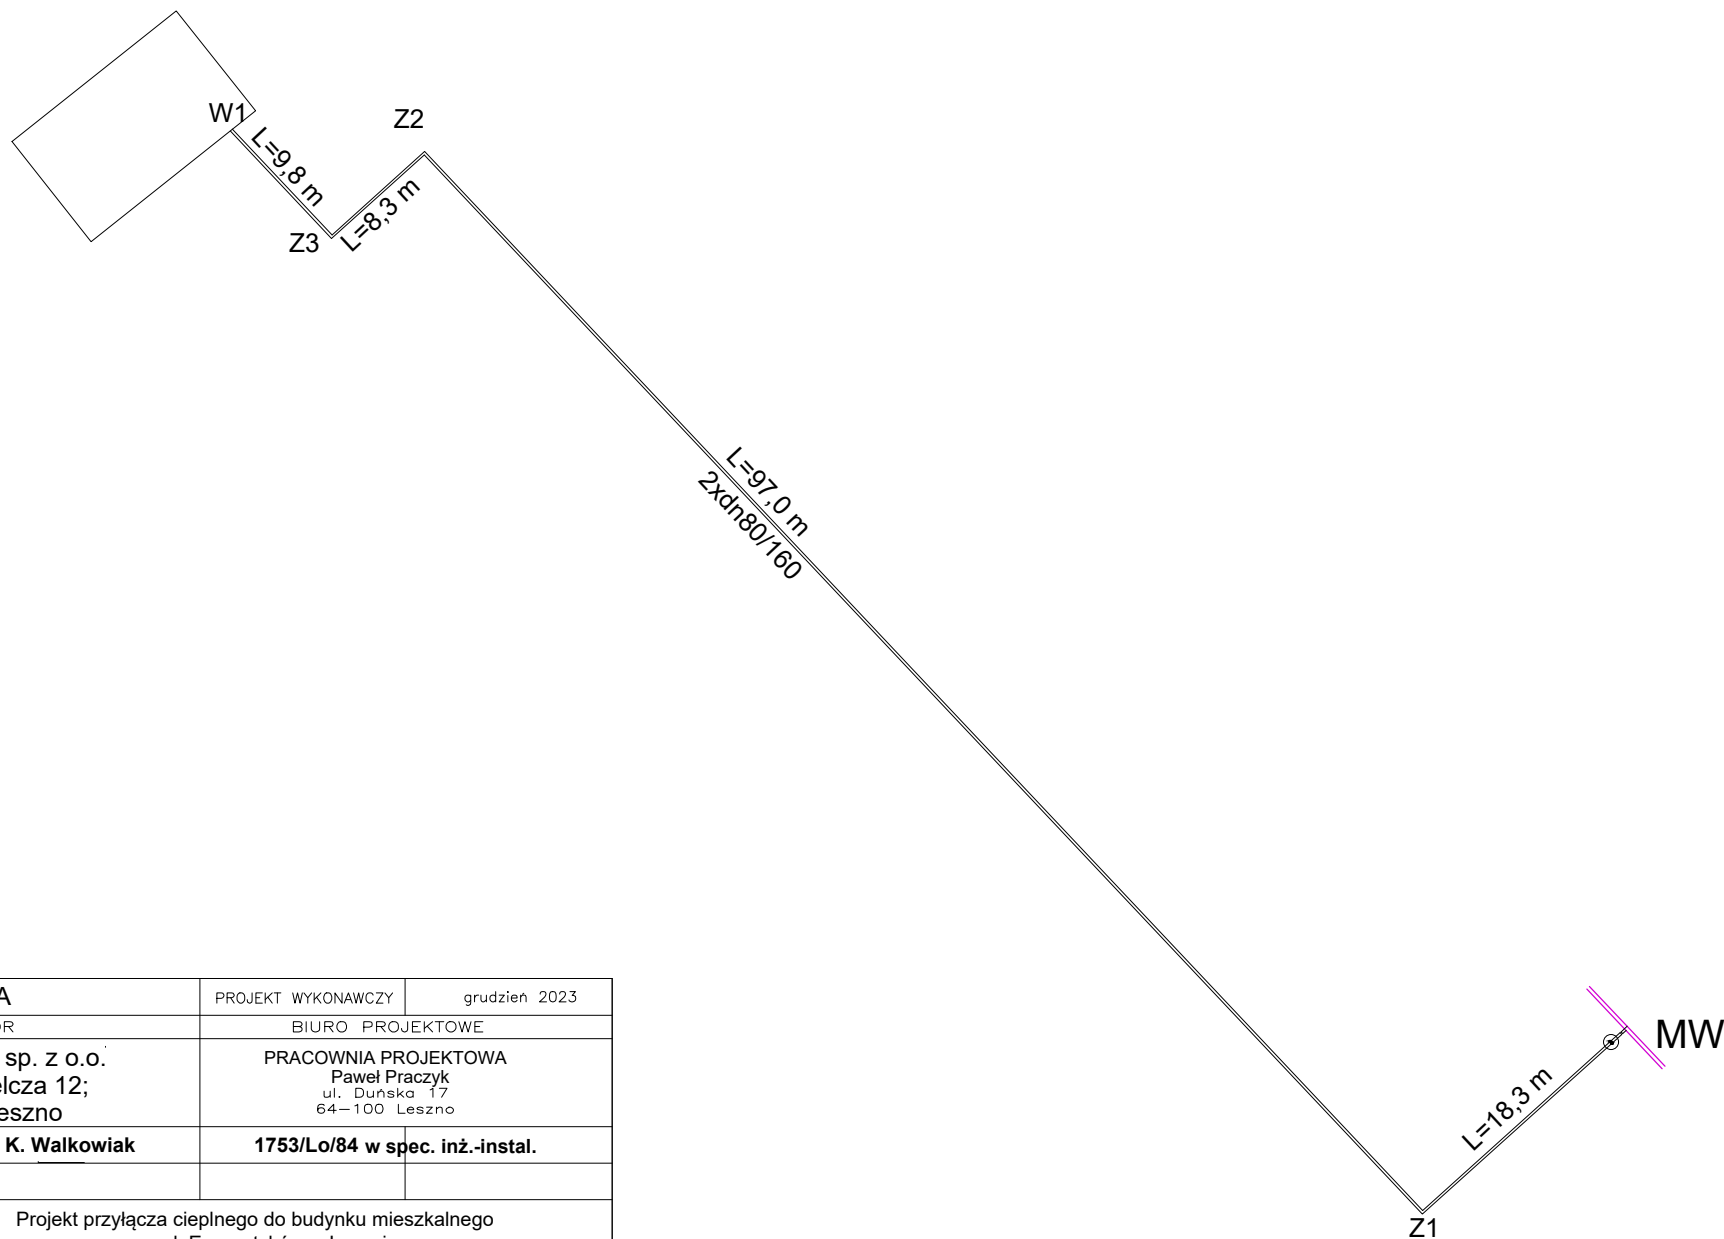 W1
Z2
L=9,8 m
L=8,3 m
Z3
L=97,0 m
2xdn80/160
MW
L=18,3 m
Z1
PROJEKT WYKONAWCZY
grudzień 2023
BIURO PROJEKTOWE
sp. z o.o.
PRACOWNIA PROJEKTOWA
Paweł Praczyk
12;
ul. Duńska 17
64-100 Leszno
K. Walkowiak
1753/Lo/84 w spec. inż.-instal.
Projekt przyłącza cieplnego do budynku mieszkalnego